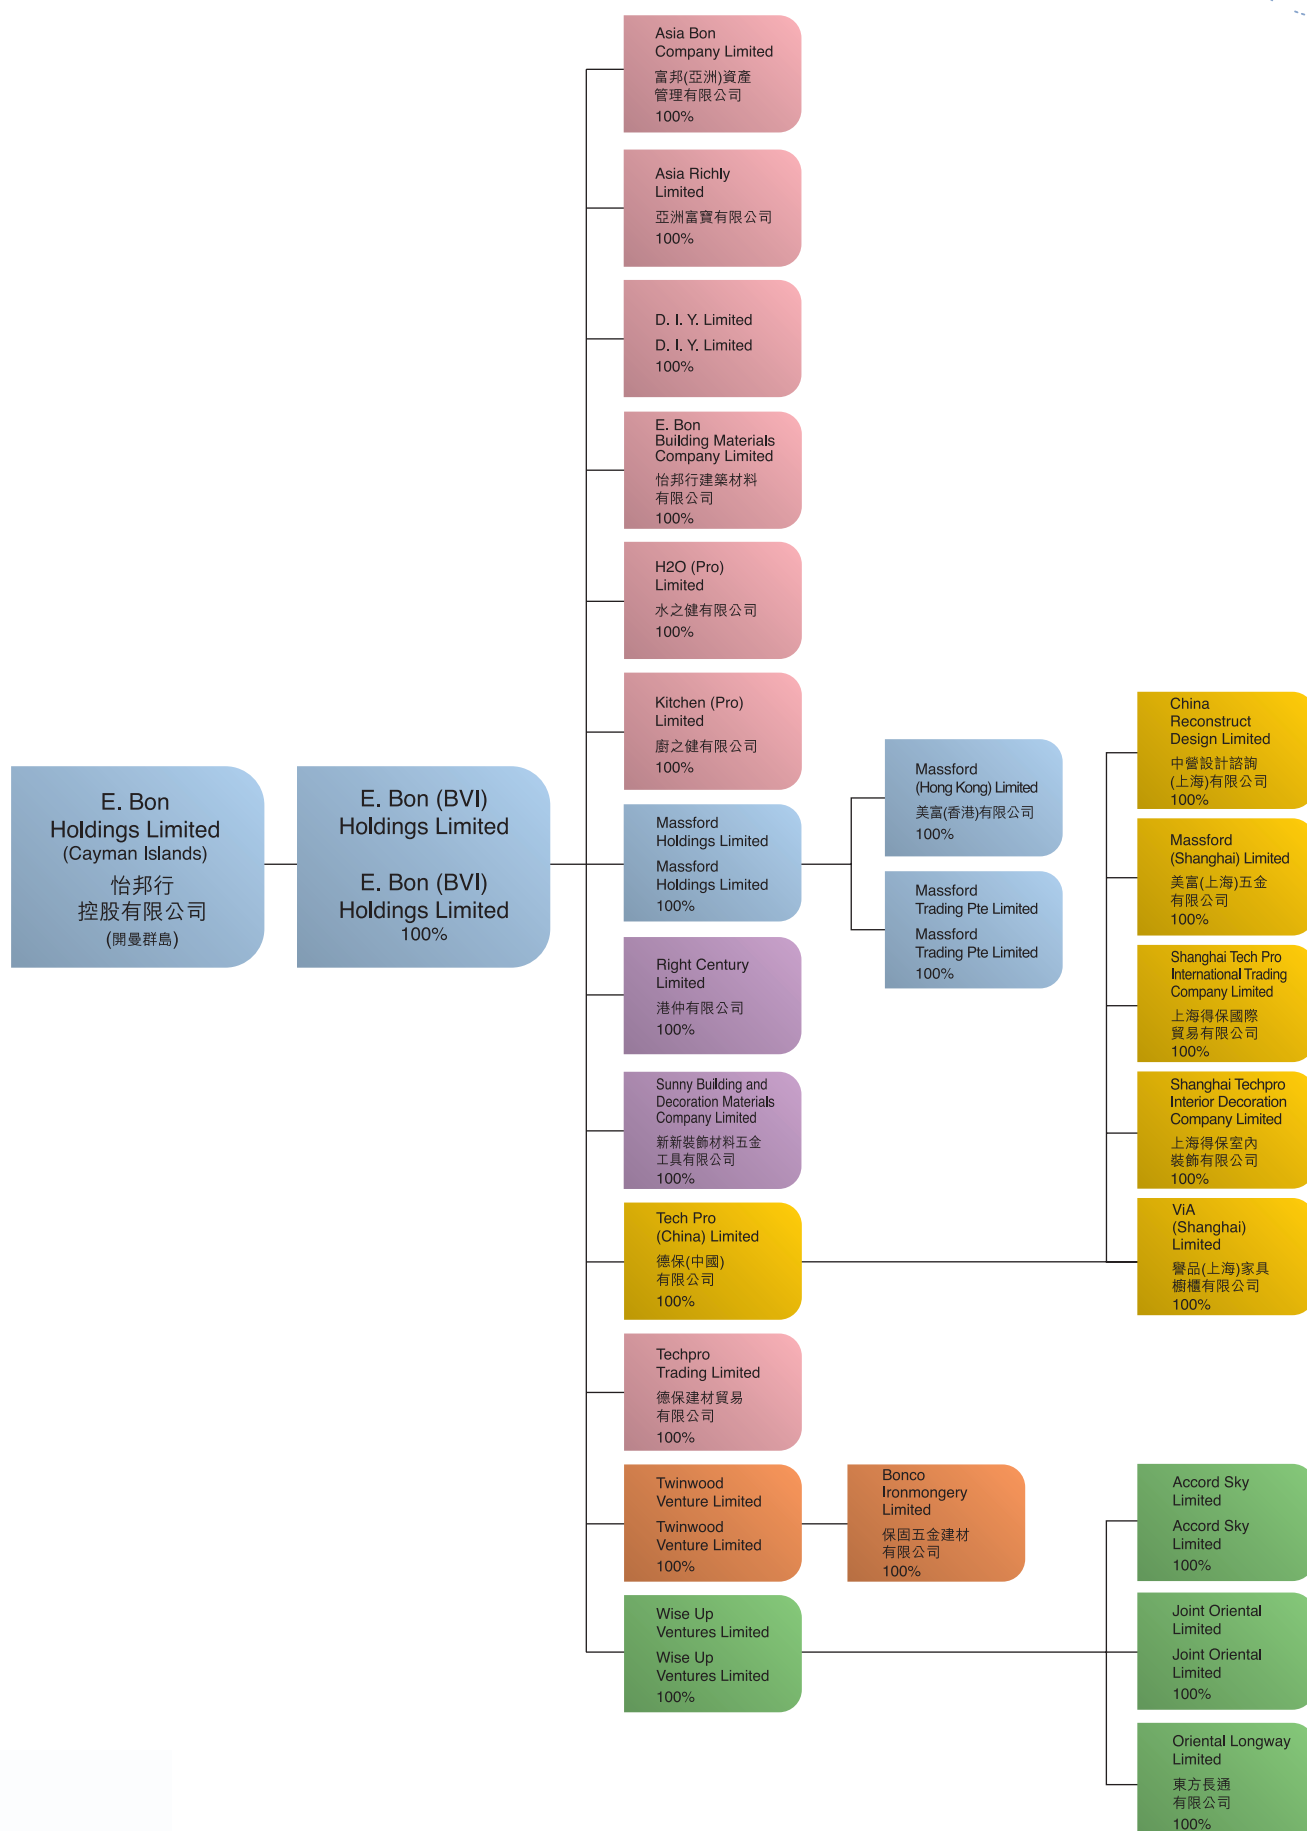 E. Bon
Holdings Limited
(Cayman Islands)
怡邦行
控股有限公司
(開曼群島)
E. Bon (BVI)
Holdings Limited
E. Bon (BVI)
Holdings Limited
100%
Asia Bon
Company Limited
富邦(亞洲)資產
管理有限公司
100%
Asia Richly
Limited
亞洲富寶有限公司
100%
D. I. Y. Limited
D. I. Y. Limited
100%
E. Bon
Building Materials
Company Limited
怡邦行建築材料
有限公司
100%
H2O (Pro)
Limited
水之健有限公司
100%
Kitchen (Pro)
Limited
廚之健有限公司
100%
Massford
Holdings Limited
Massford
Holdings Limited
100%
Right Century
Limited
港仲有限公司
100%
Sunny Building and
Decoration Materials
Company Limited
新新裝飾材料五金
工具有限公司
100%
Tech Pro
(China) Limited
德保(中國)
有限公司
100%
Techpro
Trading Limited
德保建材貿易
有限公司
100%
Twinwood
Venture Limited
Twinwood
Venture Limited
100%
Wise Up
Ventures Limited
Wise Up
Ventures Limited
100%
Massford
(Hong Kong) Limited
美富(香港)有限公司
100%
Massford
Trading Pte Limited
Massford
Trading Pte Limited
100%
Bonco
Ironmongery
Limited
保固五金建材
有限公司
100%
China
Reconstruct
Design Limited
中營設計諮詢
(上海)有限公司
100%
Massford
(Shanghai) Limited
美富(上海)五金
有限公司
100%
Shanghai Tech Pro
International Trading
Company Limited
上海得保國際
貿易有限公司
100%
Shanghai Techpro
Interior Decoration
Company Limited
上海得保室內
裝飾有限公司
100%
ViA
(Shanghai)
Limited
譽品(上海)家具
櫥櫃有限公司
100%
Accord Sky
Limited
Accord Sky
Limited
100%
Joint Oriental
Limited
Joint Oriental
Limited
100%
Oriental Longway
Limited
東方長通
有限公司
100%